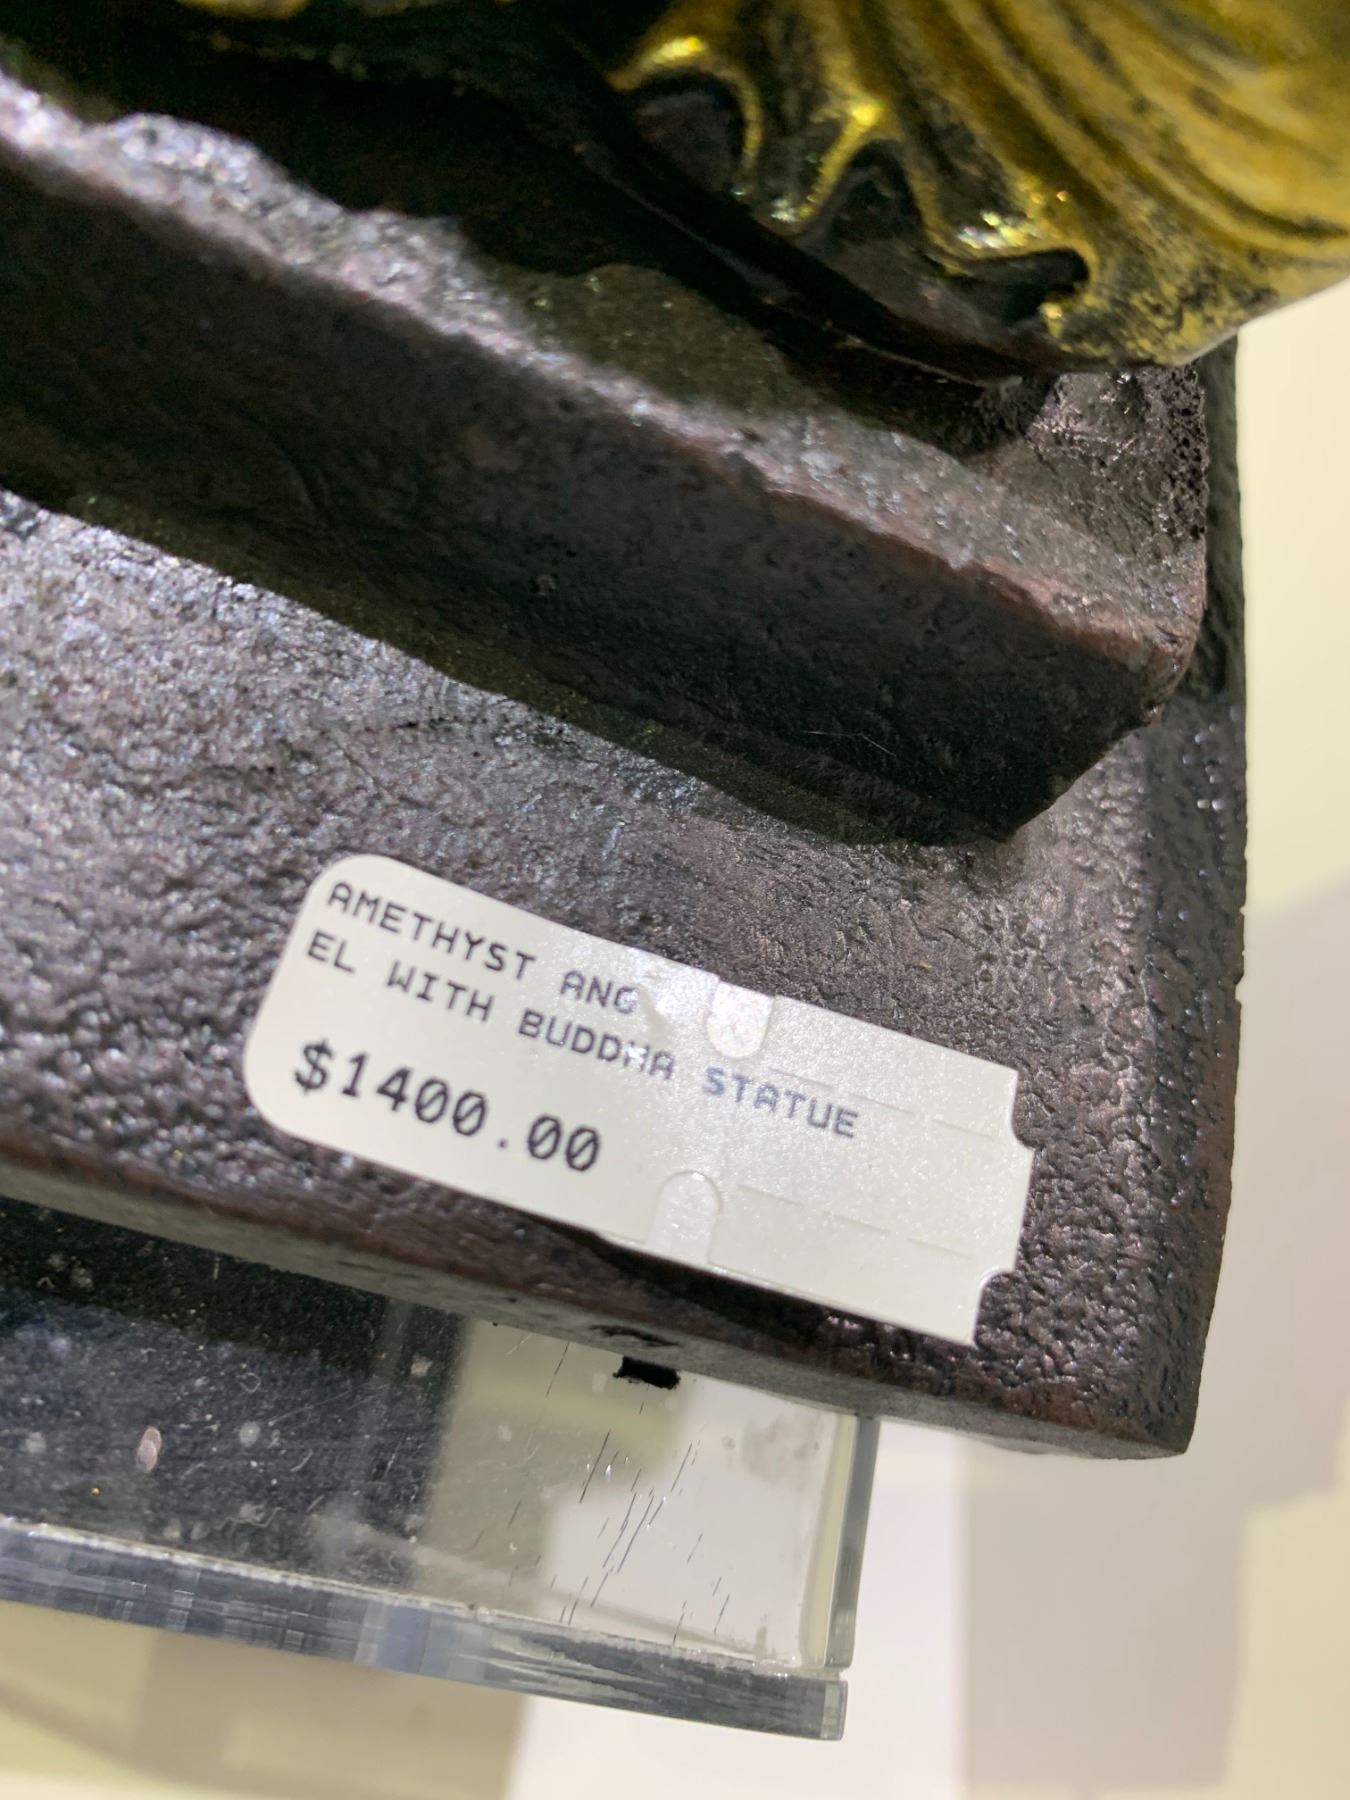 AMETHYST ANG
EL WITH BUDDHA STATUE
$1400.00